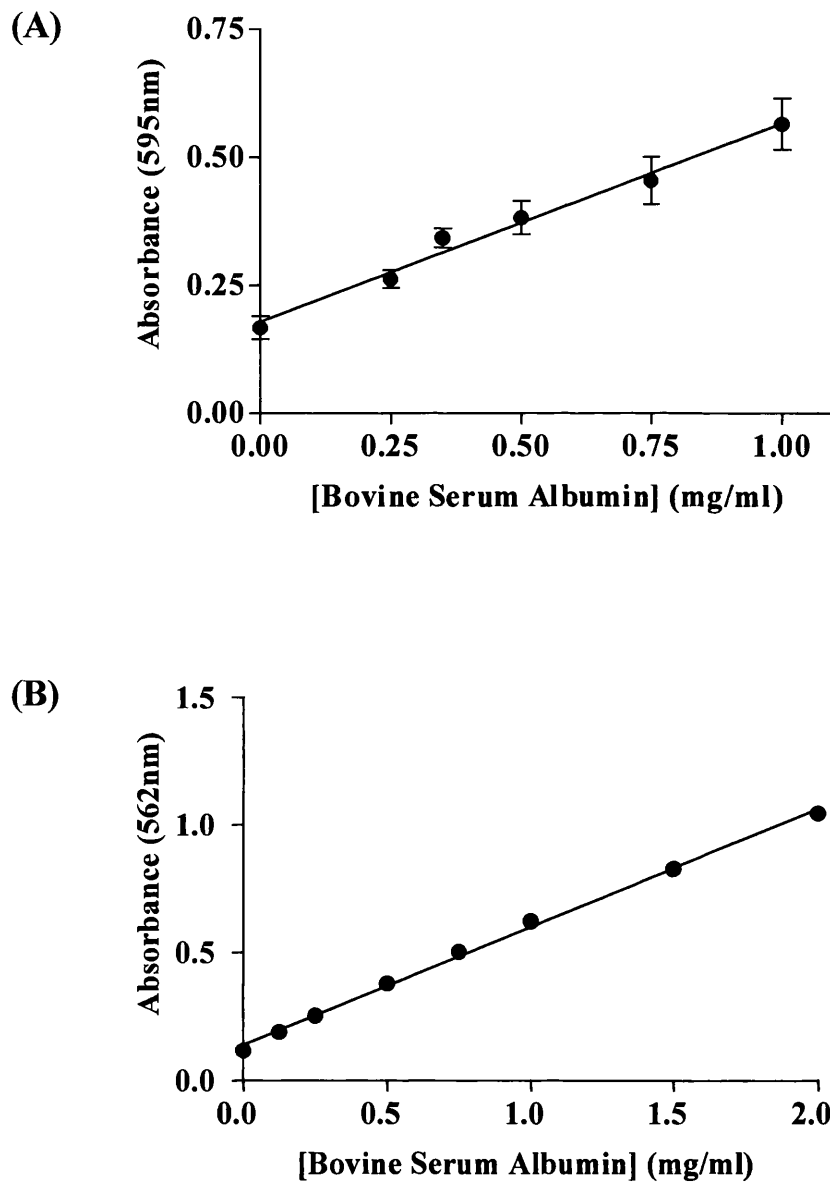 (A)
Absorbance (595nm)
0.75
0.50
0.25
0.00
0.00 0.25 0.50 0.75 1.00
[Bovine Serum Albumin] (mg/ml)
(B)
Absorbance (562nm)
1.5
1.0
0.5
0.0
0.0 0.5 1.0 1.5 2.0
[Bovine Serum Albumin] (mg/ml)